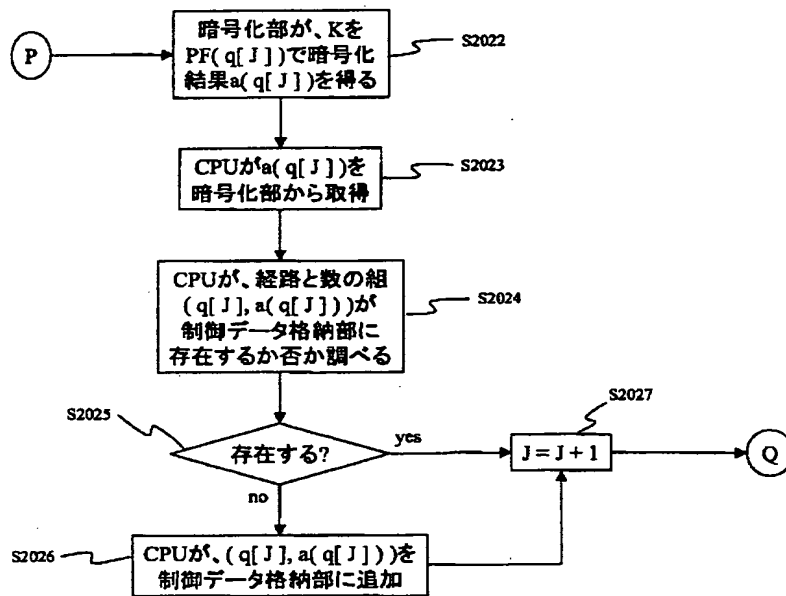 P
暗号化部が、Kを
PF( q[ J ] )で暗号化
結果a( q[ J ] )を得る
S2022
CPUがa( q[ J ] )を
暗号化部から取得
S2023
CPUが、経路と数の組
( q[ J ] , a( q[ J ] ) )が
制御データ格納部に
存在するか否か調べる
S2024
S2025
存在する?
yes
no
S2027
J = J + 1
Q
S2026
CPUが、( q[ J ] , a( q[ J ] ) )を
制御データ格納部に追加